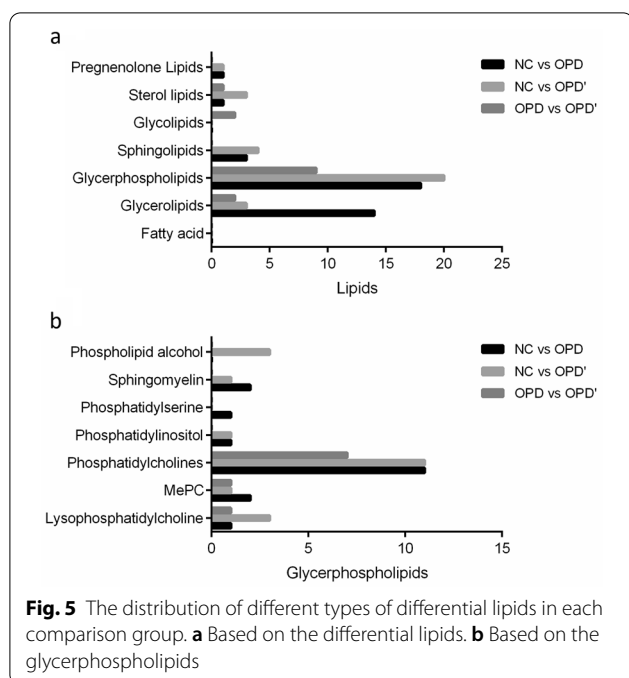 a
Pregnenolone Lipids
Sterol lipids
Glycolipids
Sphingolipids
Glycerphospholipids
Glycerolipids
Fatty acid
0 5 10 15 20 25
Lipids
NC vs OPD
NC vs OPD'
OPD vs OPD'
b
Phospholipid alcohol
Sphingomyelin
Phosphatidylserine
Phosphatidylinositol
Phosphatidylcholines
MePC
Lysophosphatidylcholine
0 5 10 15
Glycerphospholipids
NC vs OPD
NC vs OPD'
OPD vs OPD'
Fig. 5 The distribution of different types of differential lipids in each
comparison group. a Based on the differential lipids. b Based on the
glycerphospholipids